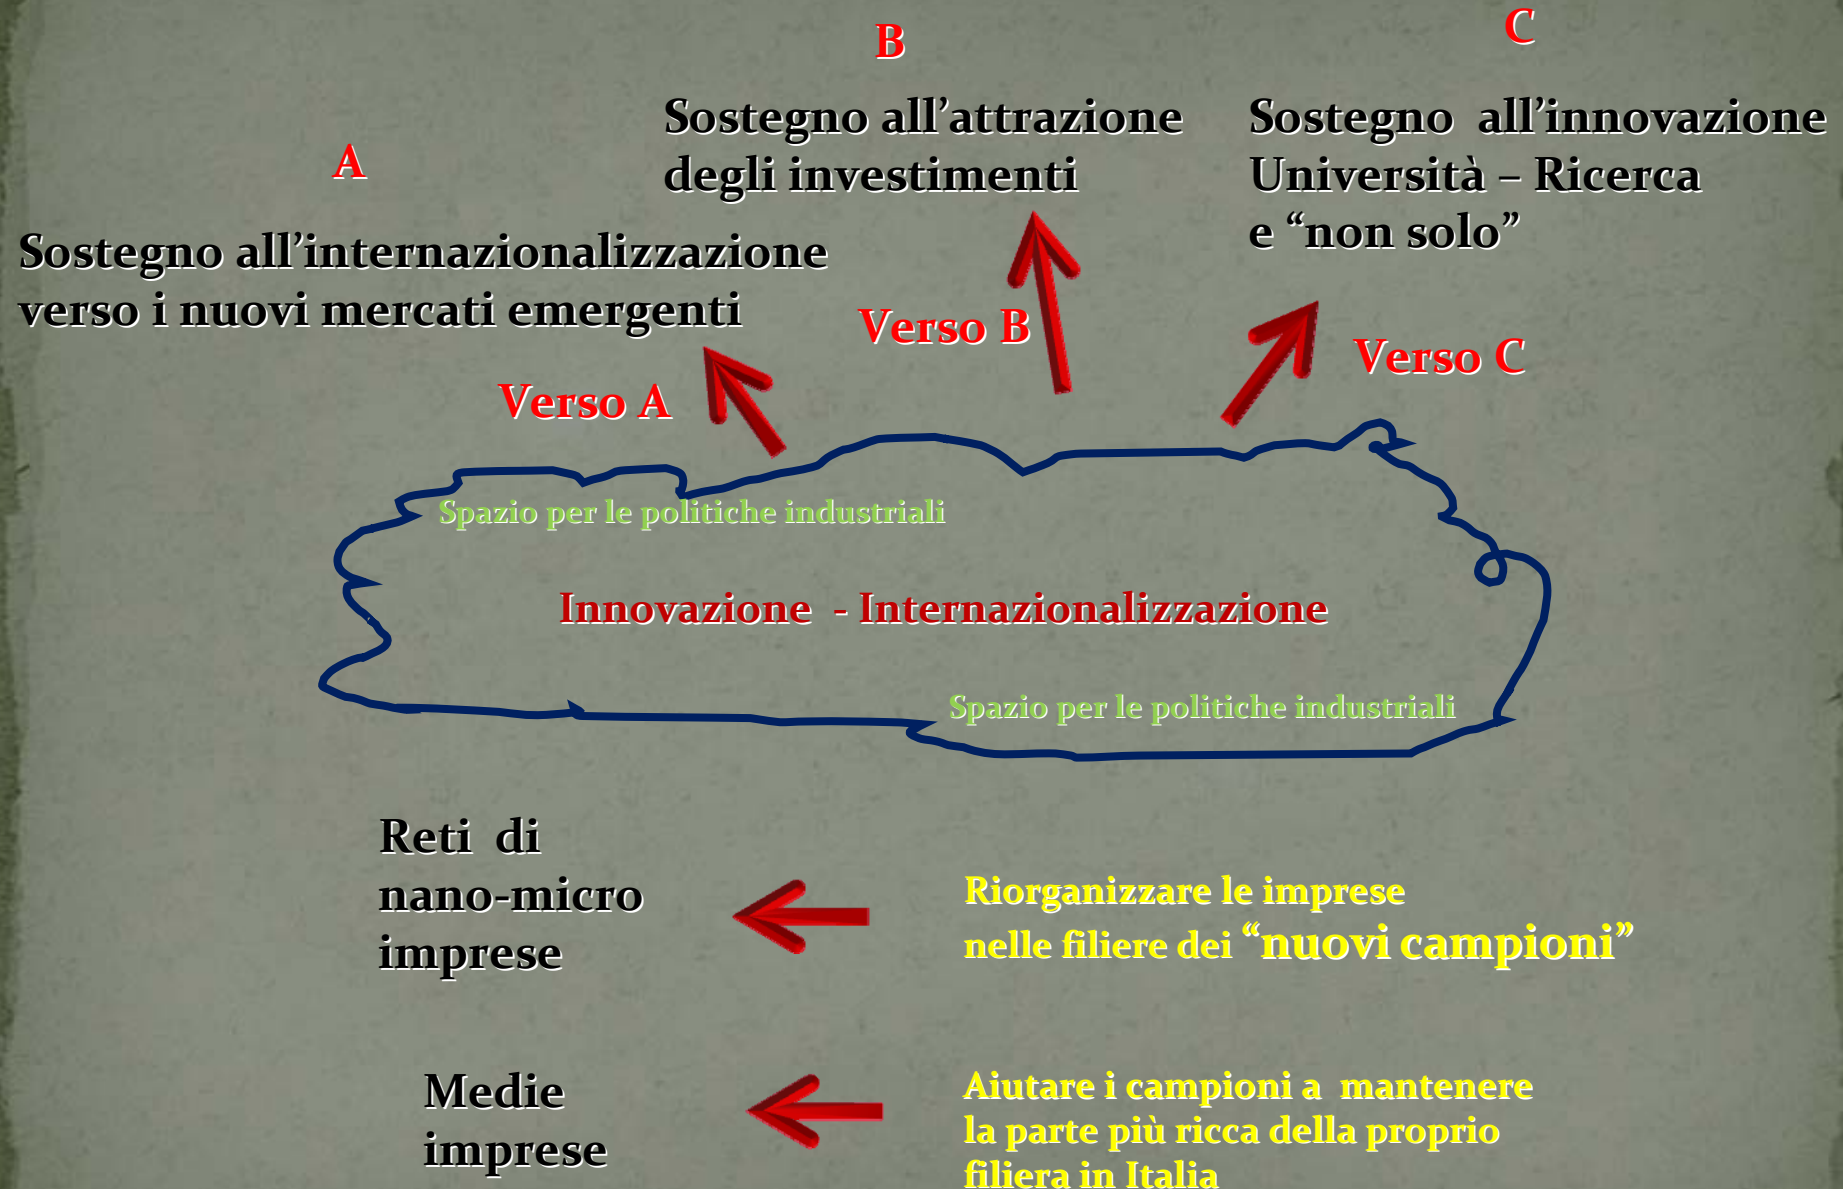 A
Sostegno all’internazionalizzazione
verso i nuovi mercati emergenti
B
Sostegno all’attrazione
degli investimenti
C
Sostegno all’innovazione
Università – Ricerca
e “non solo”
Verso A
Verso B
Verso C
Spazio per le politiche industriali
Innovazione - Internazionalizzazione
Spazio per le politiche industriali
Reti di
nano-micro
imprese
Riorganizzare le imprese
nelle filiere dei “nuovi campioni”
Medie
imprese
Aiutare i campioni a mantenere
la parte più ricca della proprio
filiera in Italia